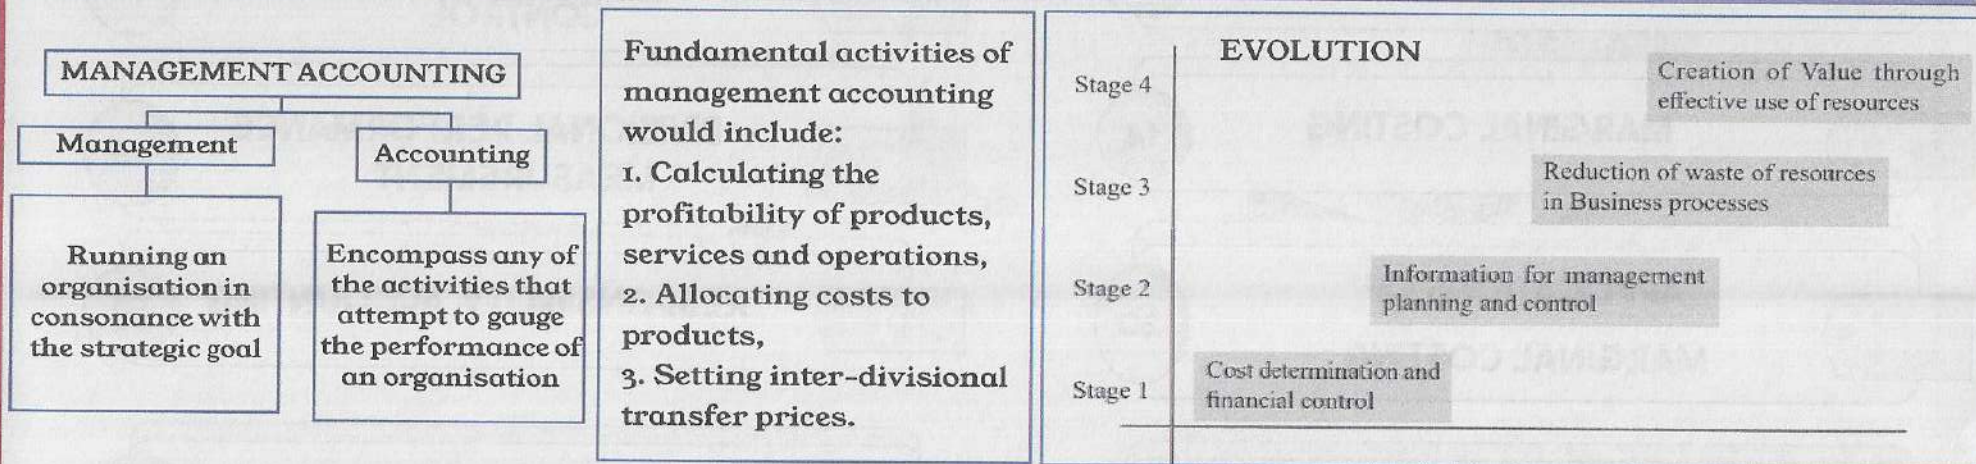 MANAGEMENT ACCOUNTING
Management
Accounting
Running an
organisation in
consonance with
the strategic goal
Encompass any of
the activities that
attempt to gauge
the performance of
an organisation
Fundamental activities of
management accounting
would include:
1. Calculating the
profitability of products,
services and operations,
2. Allocating costs to
products,
3. Setting inter-divisional
transfer prices.
EVOLUTION
Stage 4
Creation of Value through
effective use of resources
Stage 3
Reduction of waste of resources
in Business processes
Stage 2
Information for management
planning and control
Stage 1
Cost determination and
financial control